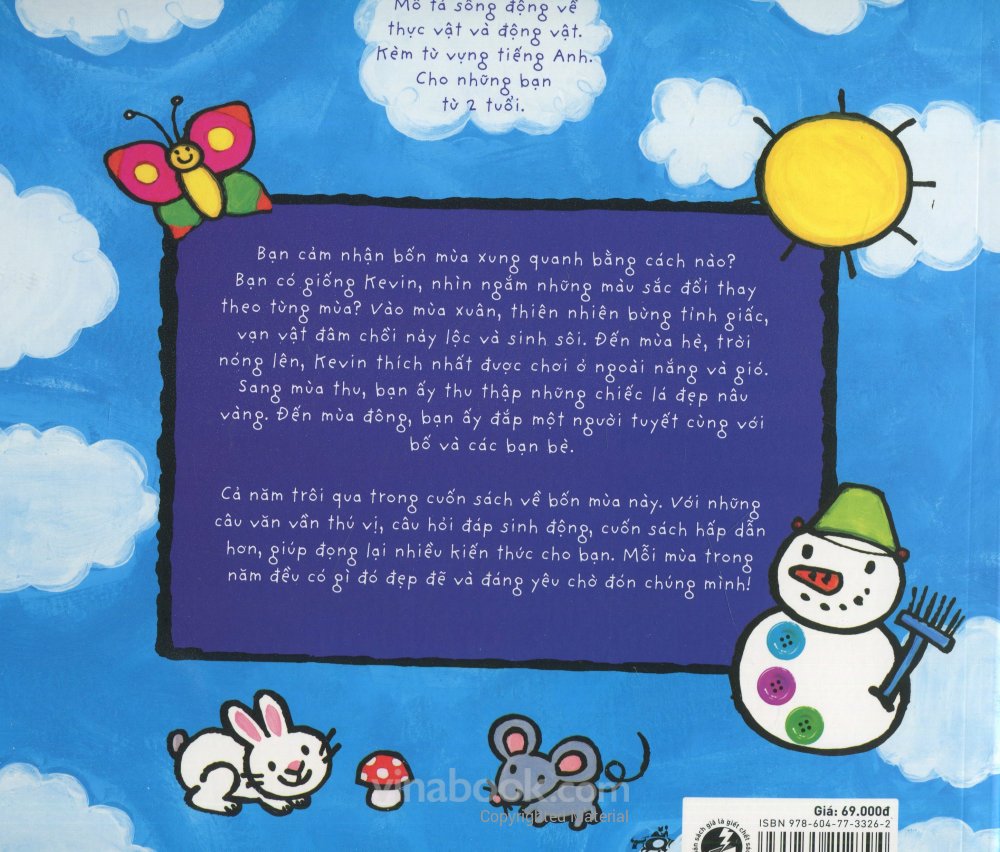 Mô tả sống động về
thực vật và động vật.
Kèm từ vựng tiếng Anh.
Cho những bạn
từ 2 tuổi.
Bạn cảm nhận bốn mùa xung quanh bằng cách nào?
Bạn có giống Kevin, nhìn ngắm những màu sắc đổi thay
theo từng mùa? Vào mùa xuân, thiên nhiên bừng tỉnh giấc,
vạn vật đâm chồi nảy lộc và sinh sôi. Đến mùa hè, trời
nóng lên, Kevin thích nhất được chơi ở ngoài nắng và gió.
Sang mùa thu, bạn ấy thu thập những chiếc lá đẹp nâu
vàng. Đến mùa đông, bạn ấy đắp một người tuyết cùng với
bố và các bạn bè.
Cả năm trôi qua trong cuốn sách về bốn mùa này. Với những
câu văn vần thú vị, câu hỏi đáp sinh động, cuốn sách hấp dẫn
hơn, giúp đọng lại nhiều kiến thức cho bạn. Mỗi mùa trong
năm đều có gì đó đẹp đẽ và đáng yêu chờ đón chúng mình!
vinabook.com
Copyrighted Material
Giá: 69.000đ
ISBN 978-604-77-3326-2
sách giả là giết chết